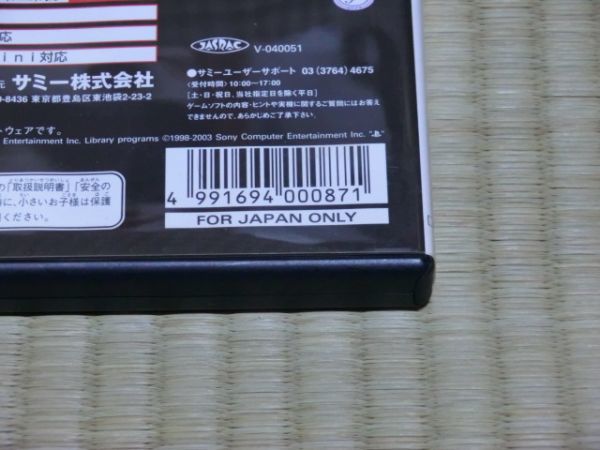 応
ini対応
JASRAC V-040051
元 サミー株式会社
9-8436 東京都豊島区東池袋2-23-2
●サミーユーザーサポート 03(3764)4675
〈受付時間〉10:00~17:00
[土・日・祝日、当社指定日を除く平日]
ゲームソフトの内容・ヒントや実機に関するご質問にはお答え
できませんので、あらかじめご了承下さい。
トウェアです。
Entertainment Inc. Library programs ©1998-2003 Sony Computer Entertainment Inc.
の「取扱説明書」「安全の
に、小さいお子様は保護
ください。
4 991694 000871
FOR JAPAN ONLY